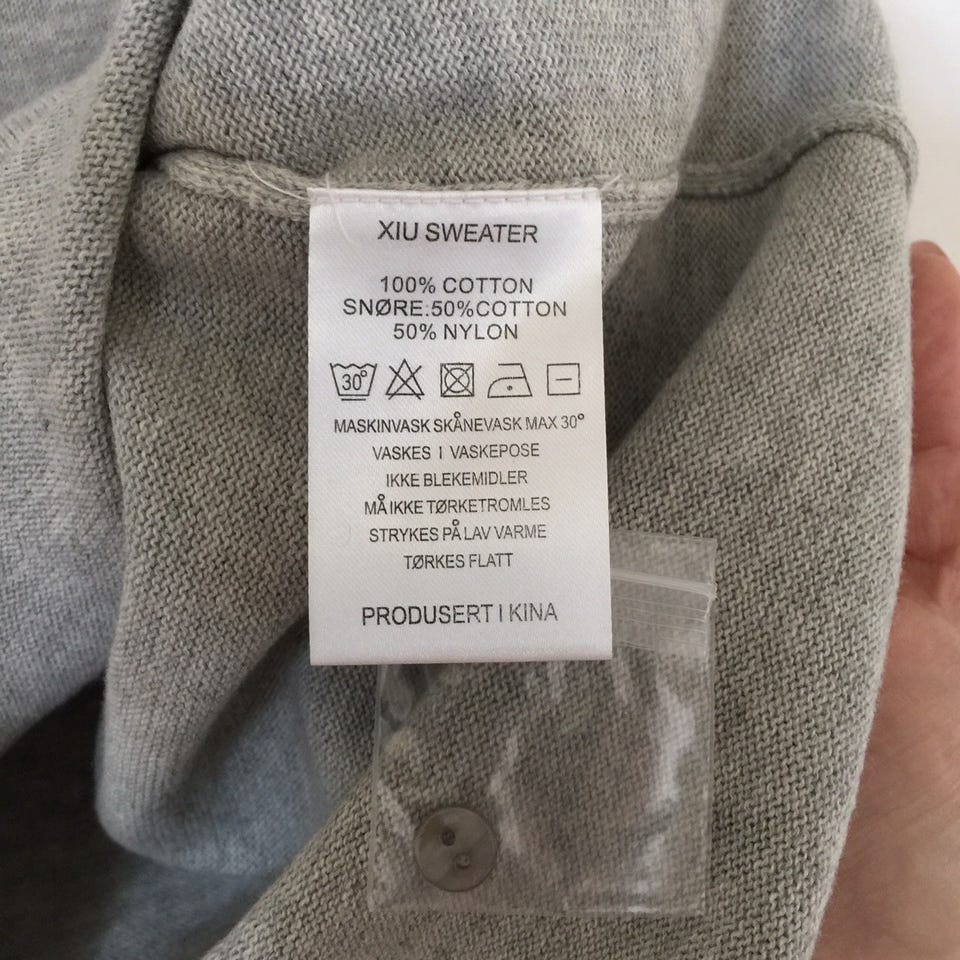 XIU SWEATER
100% COTTON
SNØRE:50%COTTON
50% NYLON
30°
MASKINVASK SKÅNEVASK MAX 30°
VASKES I VASKEPOSE
IKKE BLEKEMIDLER
MÅ IKKE TØRKETROMLES
STRYKES PÅ LAV VARME
TØRKES FLATT
PRODUSERT I KINA